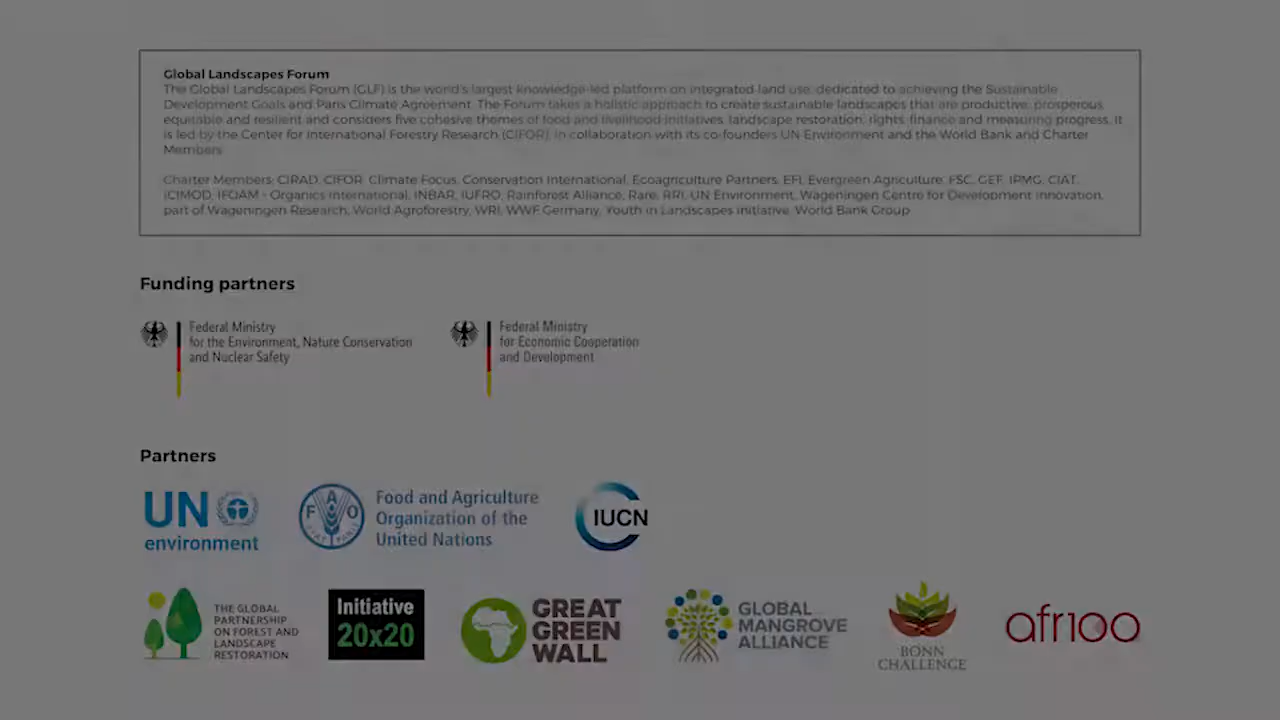 Global Landscapes Forum
The Global Landscapes Forum (GLF) is the world's largest knowledge-led platform on integrated land use, dedicated to achieving the Sustainable
Development Goals and Paris Climate Agreement. The Forum takes a holistic approach to create sustainable landscapes that are productive, prosperous,
equitable and resilient and considers five cohesive themes of food and livelihood initiatives, landscape restoration, rights, finance and measuring progress. It
is led by the Center for International Forestry Research (CIFOR), in collaboration with its co-founders UN Environment and the World Bank and Charter
Members.
Charter Members: CIRAD, CIFOR, Climate Focus, Conservation International, Ecoagriculture Partners, EFI, Evergreen Agriculture, FSC, GEF, IPMG, CIAT,
ICIMOD, IFOAM - Organics International, INBAR, IUFRO, Rainforest Alliance, Rare, RRI, UN Environment, Wageningen Centre for Development Innovation,
part of Wageningen Research, World Agroforestry, WRI, WWF Germany, Youth in Landscapes Initiative, World Bank Group
Funding partners
Federal Ministry
for the Environment, Nature Conservation
and Nuclear Safety
Federal Ministry
for Economic Cooperation
and Development
Partners
UN
environment
F A O
FIAT PANIS
Food and Agriculture
Organization of the
United Nations
IUCN
THE GLOBAL
PARTNERSHIP
ON FOREST AND
LANDSCAPE
RESTORATION
Initiative
20x20
GREAT
GREEN
WALL
GLOBAL
MANGROVE
ALLIANCE
BONN
CHALLENGE
afr100